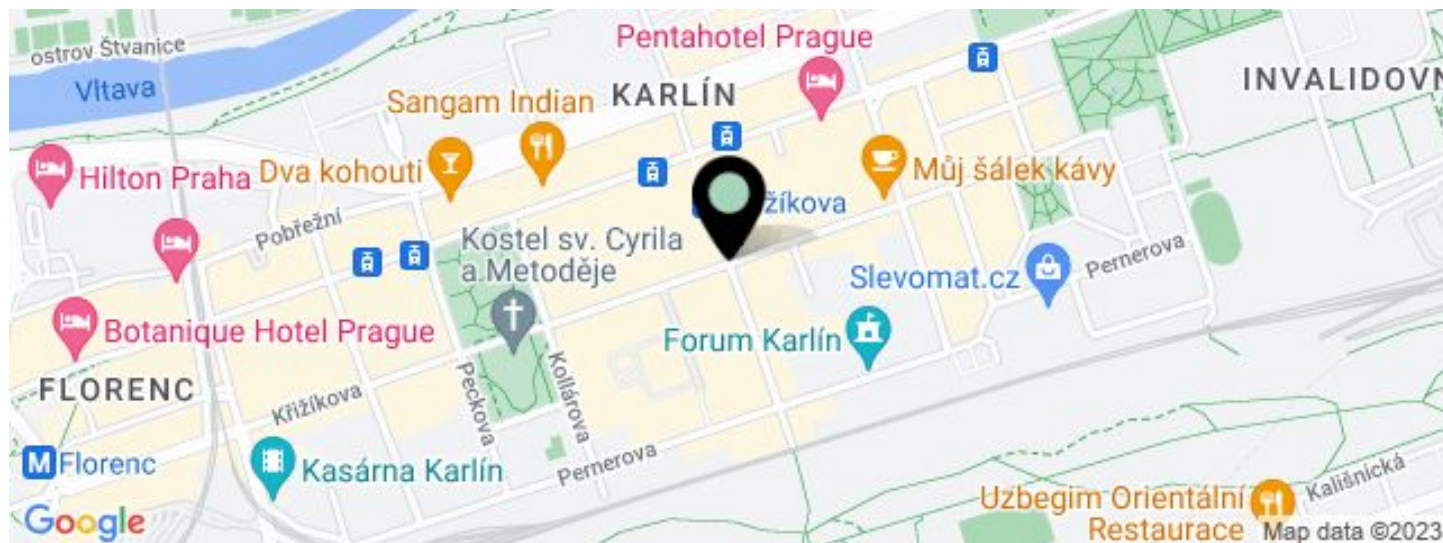 ostrov Štvanice
Vltava
Pentahotel Prague
KARLÍN
INVALIDOVN
Sangam Indian
Hilton Praha
Dva kohouti
Můj šálek kávy
žíkova
Pobřežní
Kostel sv. Cyrila
a.Metoděje
Slevomat.cz
Pernerova
Botanique Hotel Prague
Forum Karlín
FLORENC
Křižíkova
Peckova
Kollárova
M Florenc
Kasárna Karlín
Pernerova
Uzbegim Orientální
Restaurace
Kališnická
Google
Map data ©2023